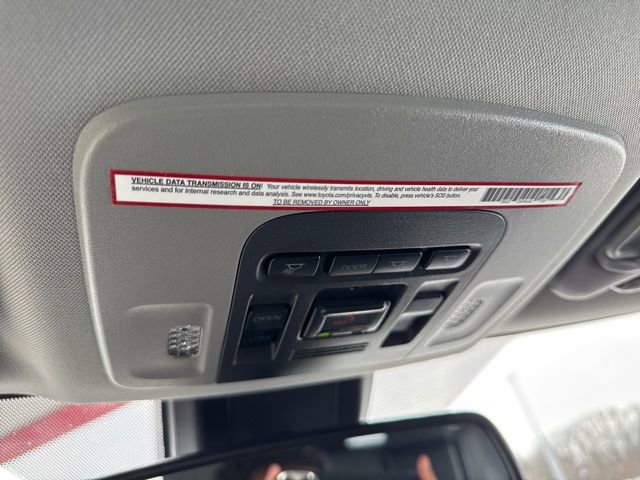 VEHICLE DATA TRANSMISSION IS ON! Your vehicle wirelessly transmits location, driving and vehicle health data to deliver your
services and for internal research and data analysis. See www.toyota.com/privacyvts. To disable, press vehicle's SOS button.
TO BE REMOVED BY OWNER ONLY
DOOR
OPEN